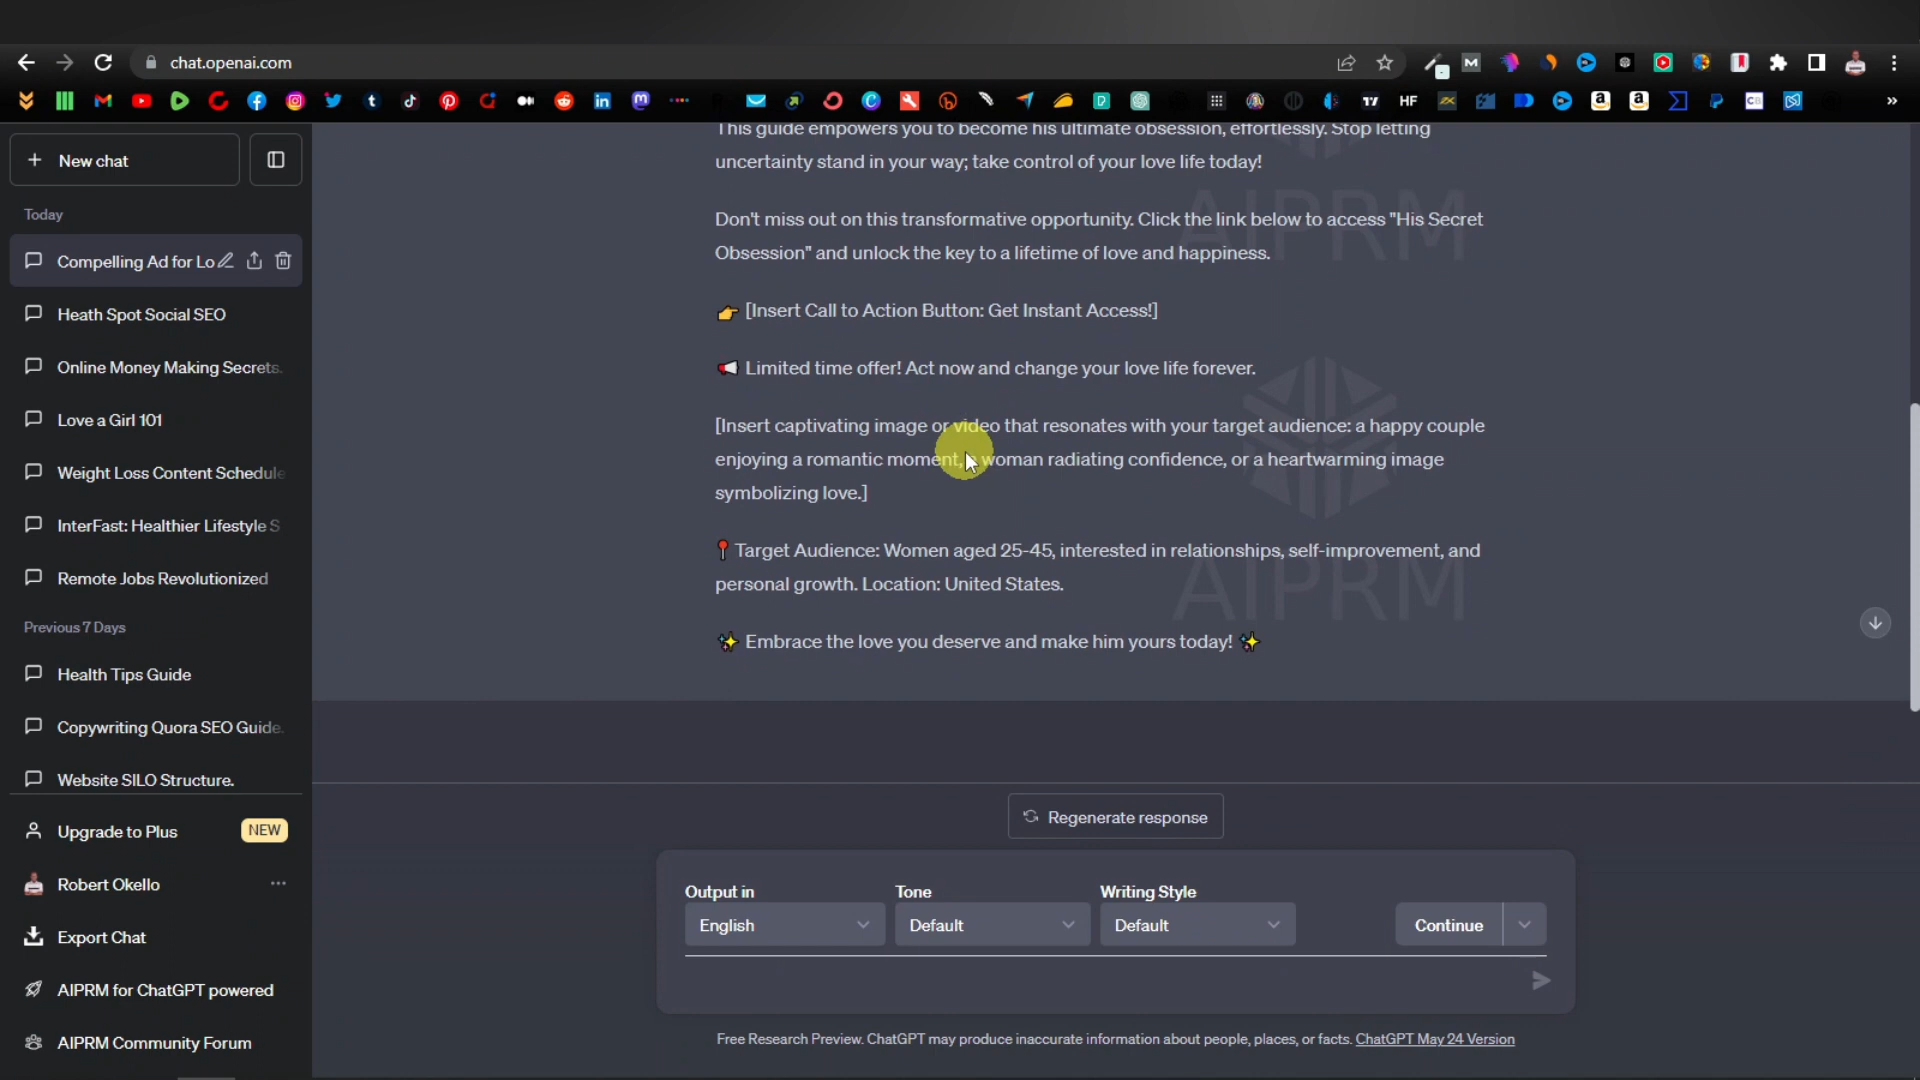 chat.openai.com
New chat
Today
Compelling Ad for Lo
Heath Spot Social SEO
Online Money Making Secrets.
Love a Girl 101
Weight Loss Content Schedule
InterFast: Healthier Lifestyle S
Remote Jobs Revolutionized
Previous 7 Days
Health Tips Guide
Copywriting Quora SEO Guide.
Website SILO Structure.
Upgrade to Plus NEW
Robert Okello
Export Chat
AIPRM for ChatGPT powered
AIPRM Community Forum
This guide empowers you to become his ultimate obsession, effortlessly. Stop letting
uncertainty stand in your way; take control of your love life today!
Don't miss out on this transformative opportunity. Click the link below to access "His Secret
Obsession" and unlock the key to a lifetime of love and happiness.
👉 [Insert Call to Action Button: Get Instant Access!]
📢 Limited time offer! Act now and change your love life forever.
[Insert captivating image or video that resonates with your target audience: a happy couple
enjoying a romantic moment, a woman radiating confidence, or a heartwarming image
symbolizing love.]
📍 Target Audience: Women aged 25-45, interested in relationships, self-improvement, and
personal growth. Location: United States.
✨ Embrace the love you deserve and make him yours today! ✨
AIPRM
AIPRM
Regenerate response
Output in Tone Writing Style
English Default Default Continue
Free Research Preview. ChatGPT may produce inaccurate information about people, places, or facts. ChatGPT May 24 Version